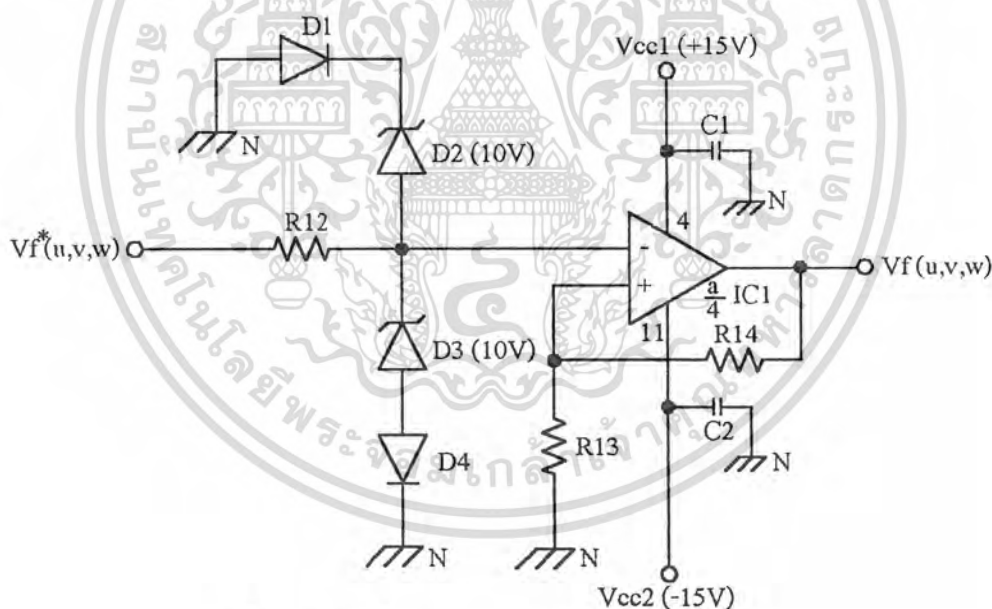 D1
Vcc1 (+15V)
N
C1
D2 (10V)
N
R12
4
Vf*(u,v,w)
-
Vf (u,v,w)
+
a/4 IC1
11
R14
D3 (10V)
C2
R13
N
D4
N
N
Vcc2 (-15V)